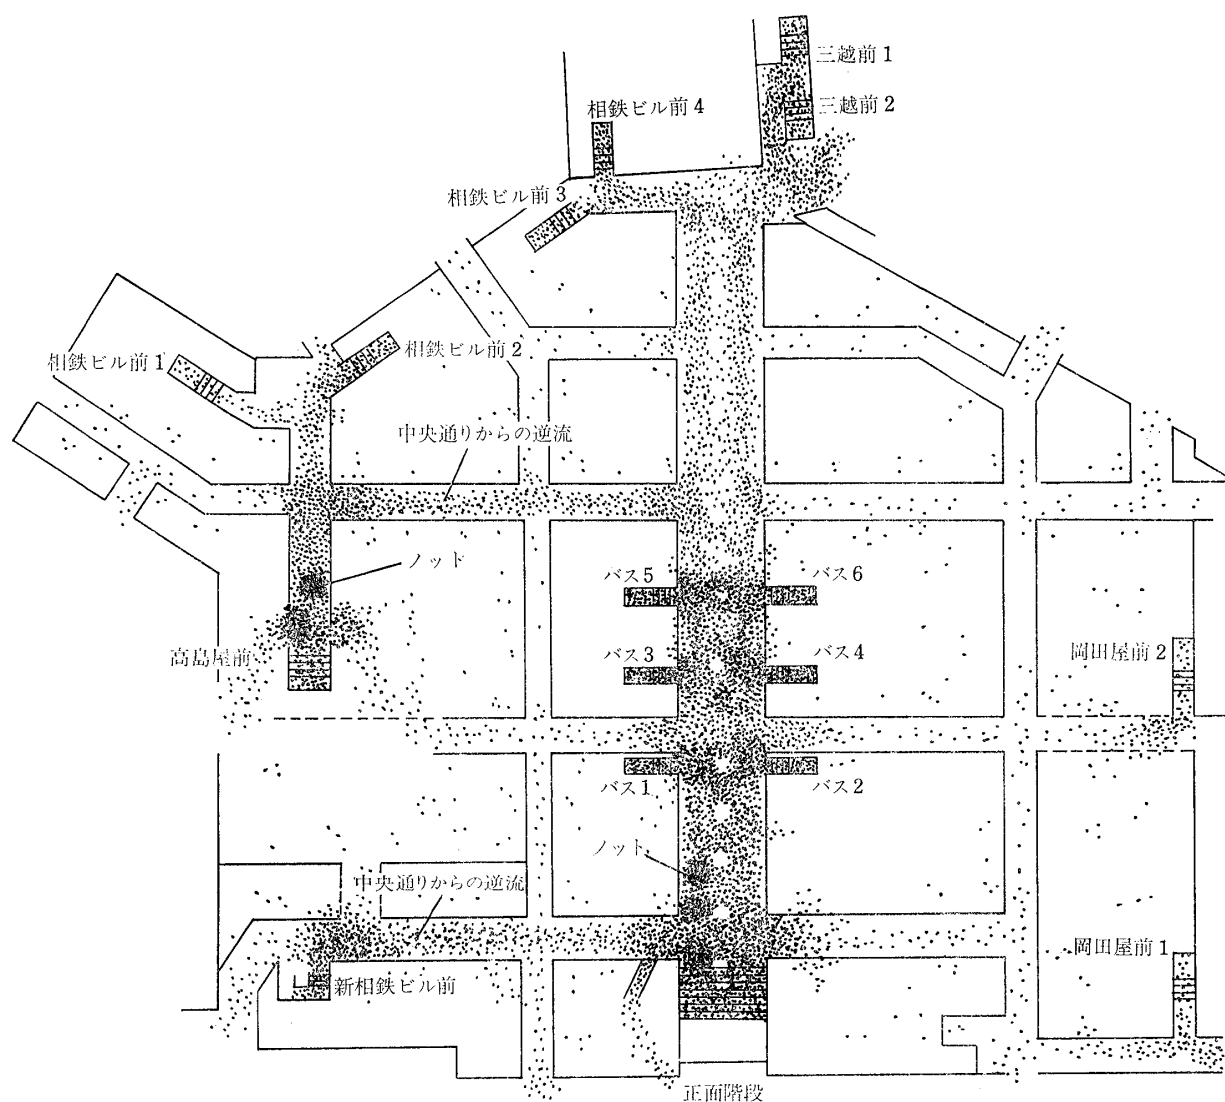 三越前1
三越前2
相鉄ビル前4
相鉄ビル前3
相鉄ビル前2
相鉄ビル前1
中央通りからの逆流
ノッド
バス5
バス6
高島屋前
バス3
バス4
岡田屋前2
バス1
バス2
ノット
中央通りからの逆流
岡田屋前1
新相鉄ビル前
正面階段